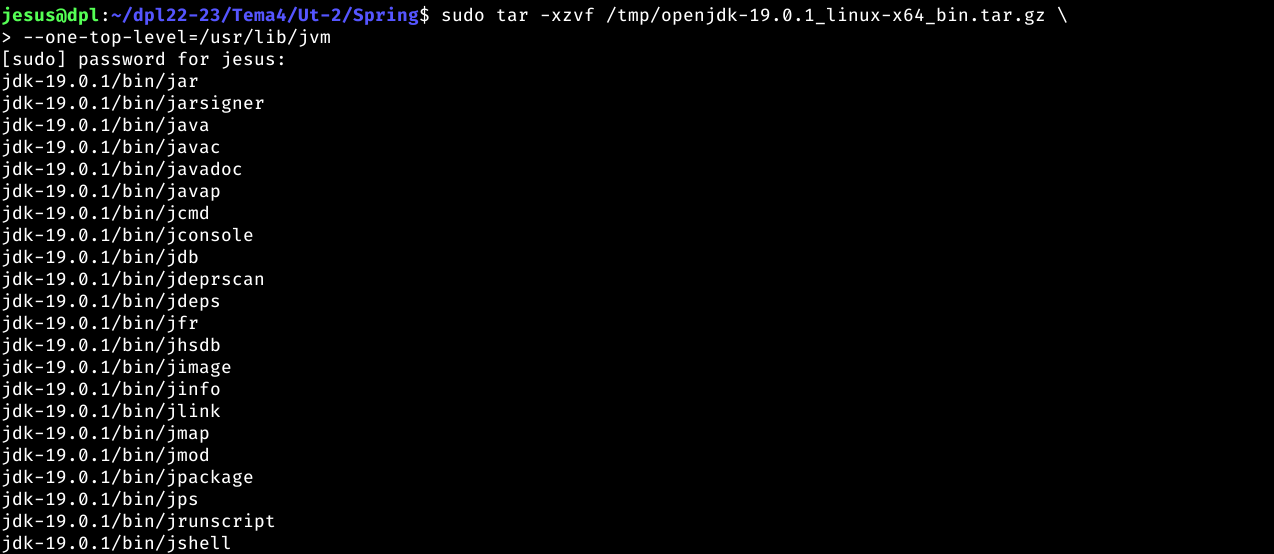 jesus@dpl:~/dpl22-23/Tema4/Ut-2/Spring$ sudo tar -xzvf /tmp/openjdk-19.0.1_linux-x64_bin.tar.gz \
> --one-top-level=/usr/lib/jvm
[sudo] password for jesus:
jdk-19.0.1/bin/jar
jdk-19.0.1/bin/jarsigner
jdk-19.0.1/bin/java
jdk-19.0.1/bin/javac
jdk-19.0.1/bin/javadoc
jdk-19.0.1/bin/javap
jdk-19.0.1/bin/jcmd
jdk-19.0.1/bin/jconsole
jdk-19.0.1/bin/jdb
jdk-19.0.1/bin/jdeprscan
jdk-19.0.1/bin/jdeps
jdk-19.0.1/bin/jfr
jdk-19.0.1/bin/jhsdb
jdk-19.0.1/bin/jimage
jdk-19.0.1/bin/jinfo
jdk-19.0.1/bin/jlink
jdk-19.0.1/bin/jmap
jdk-19.0.1/bin/jmod
jdk-19.0.1/bin/jpackage
jdk-19.0.1/bin/jps
jdk-19.0.1/bin/jrunscript
jdk-19.0.1/bin/jshell